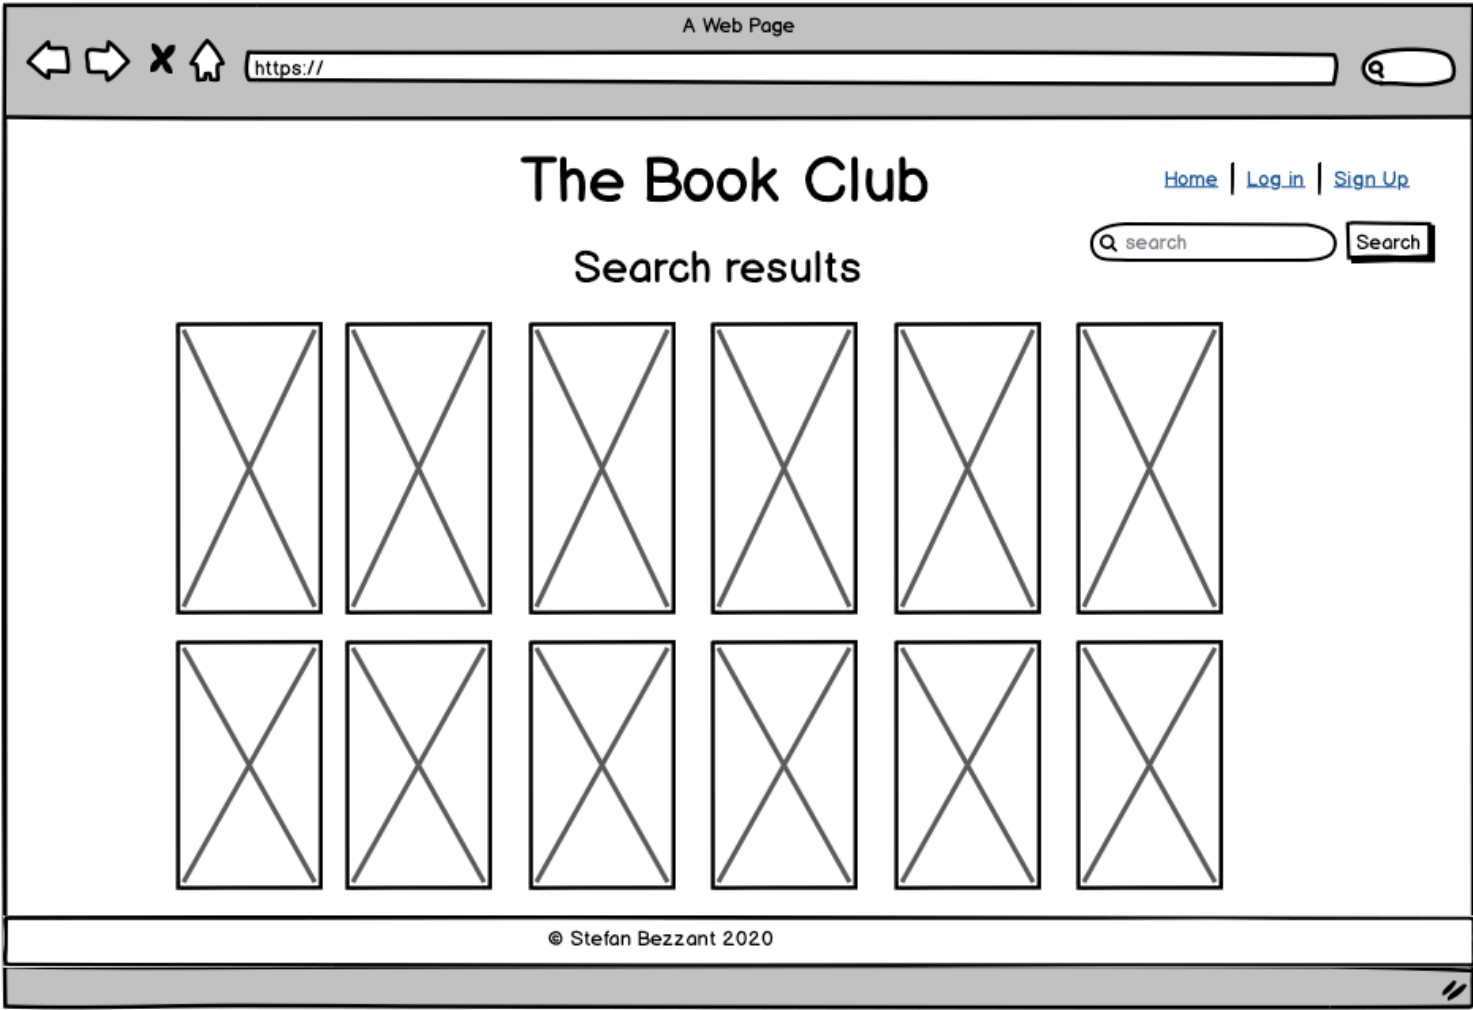 A Web Page
https://
The Book Club
Home | Log in | Sign Up
search Search
Search results
© Stefan Bezzant 2020